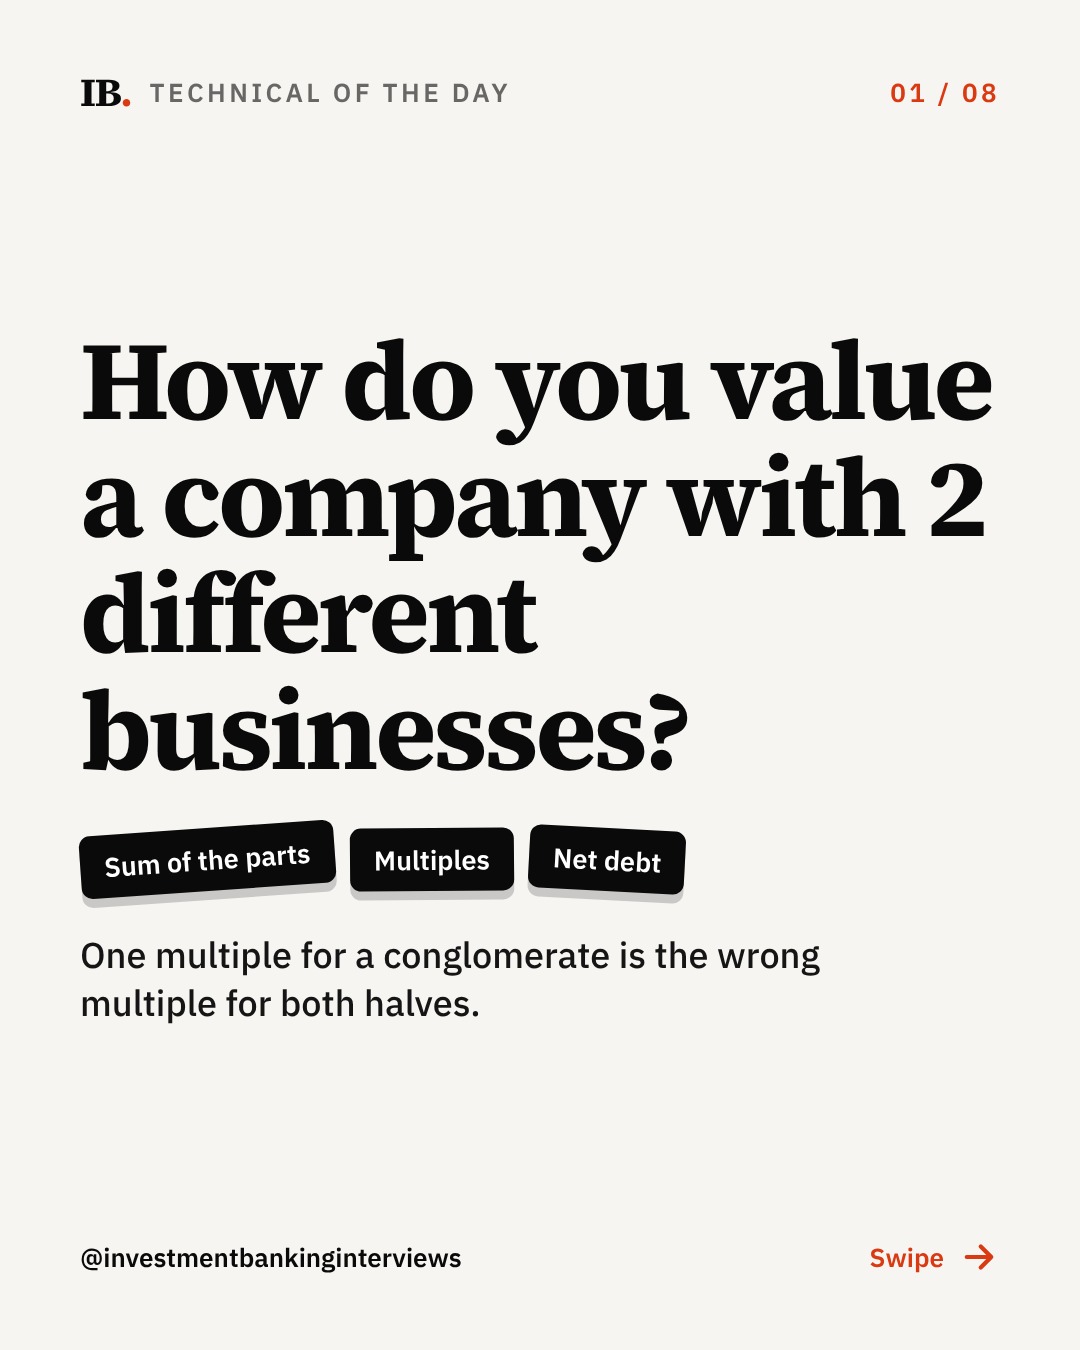 IB. TECHNICAL OF THE DAY
01 / 08
How do you value
a company with 2
different
businesses?
Sum of the parts
Multiples
Net debt
One multiple for a conglomerate is the wrong
multiple for both halves.
@investmentbankinginterviews
Swipe →